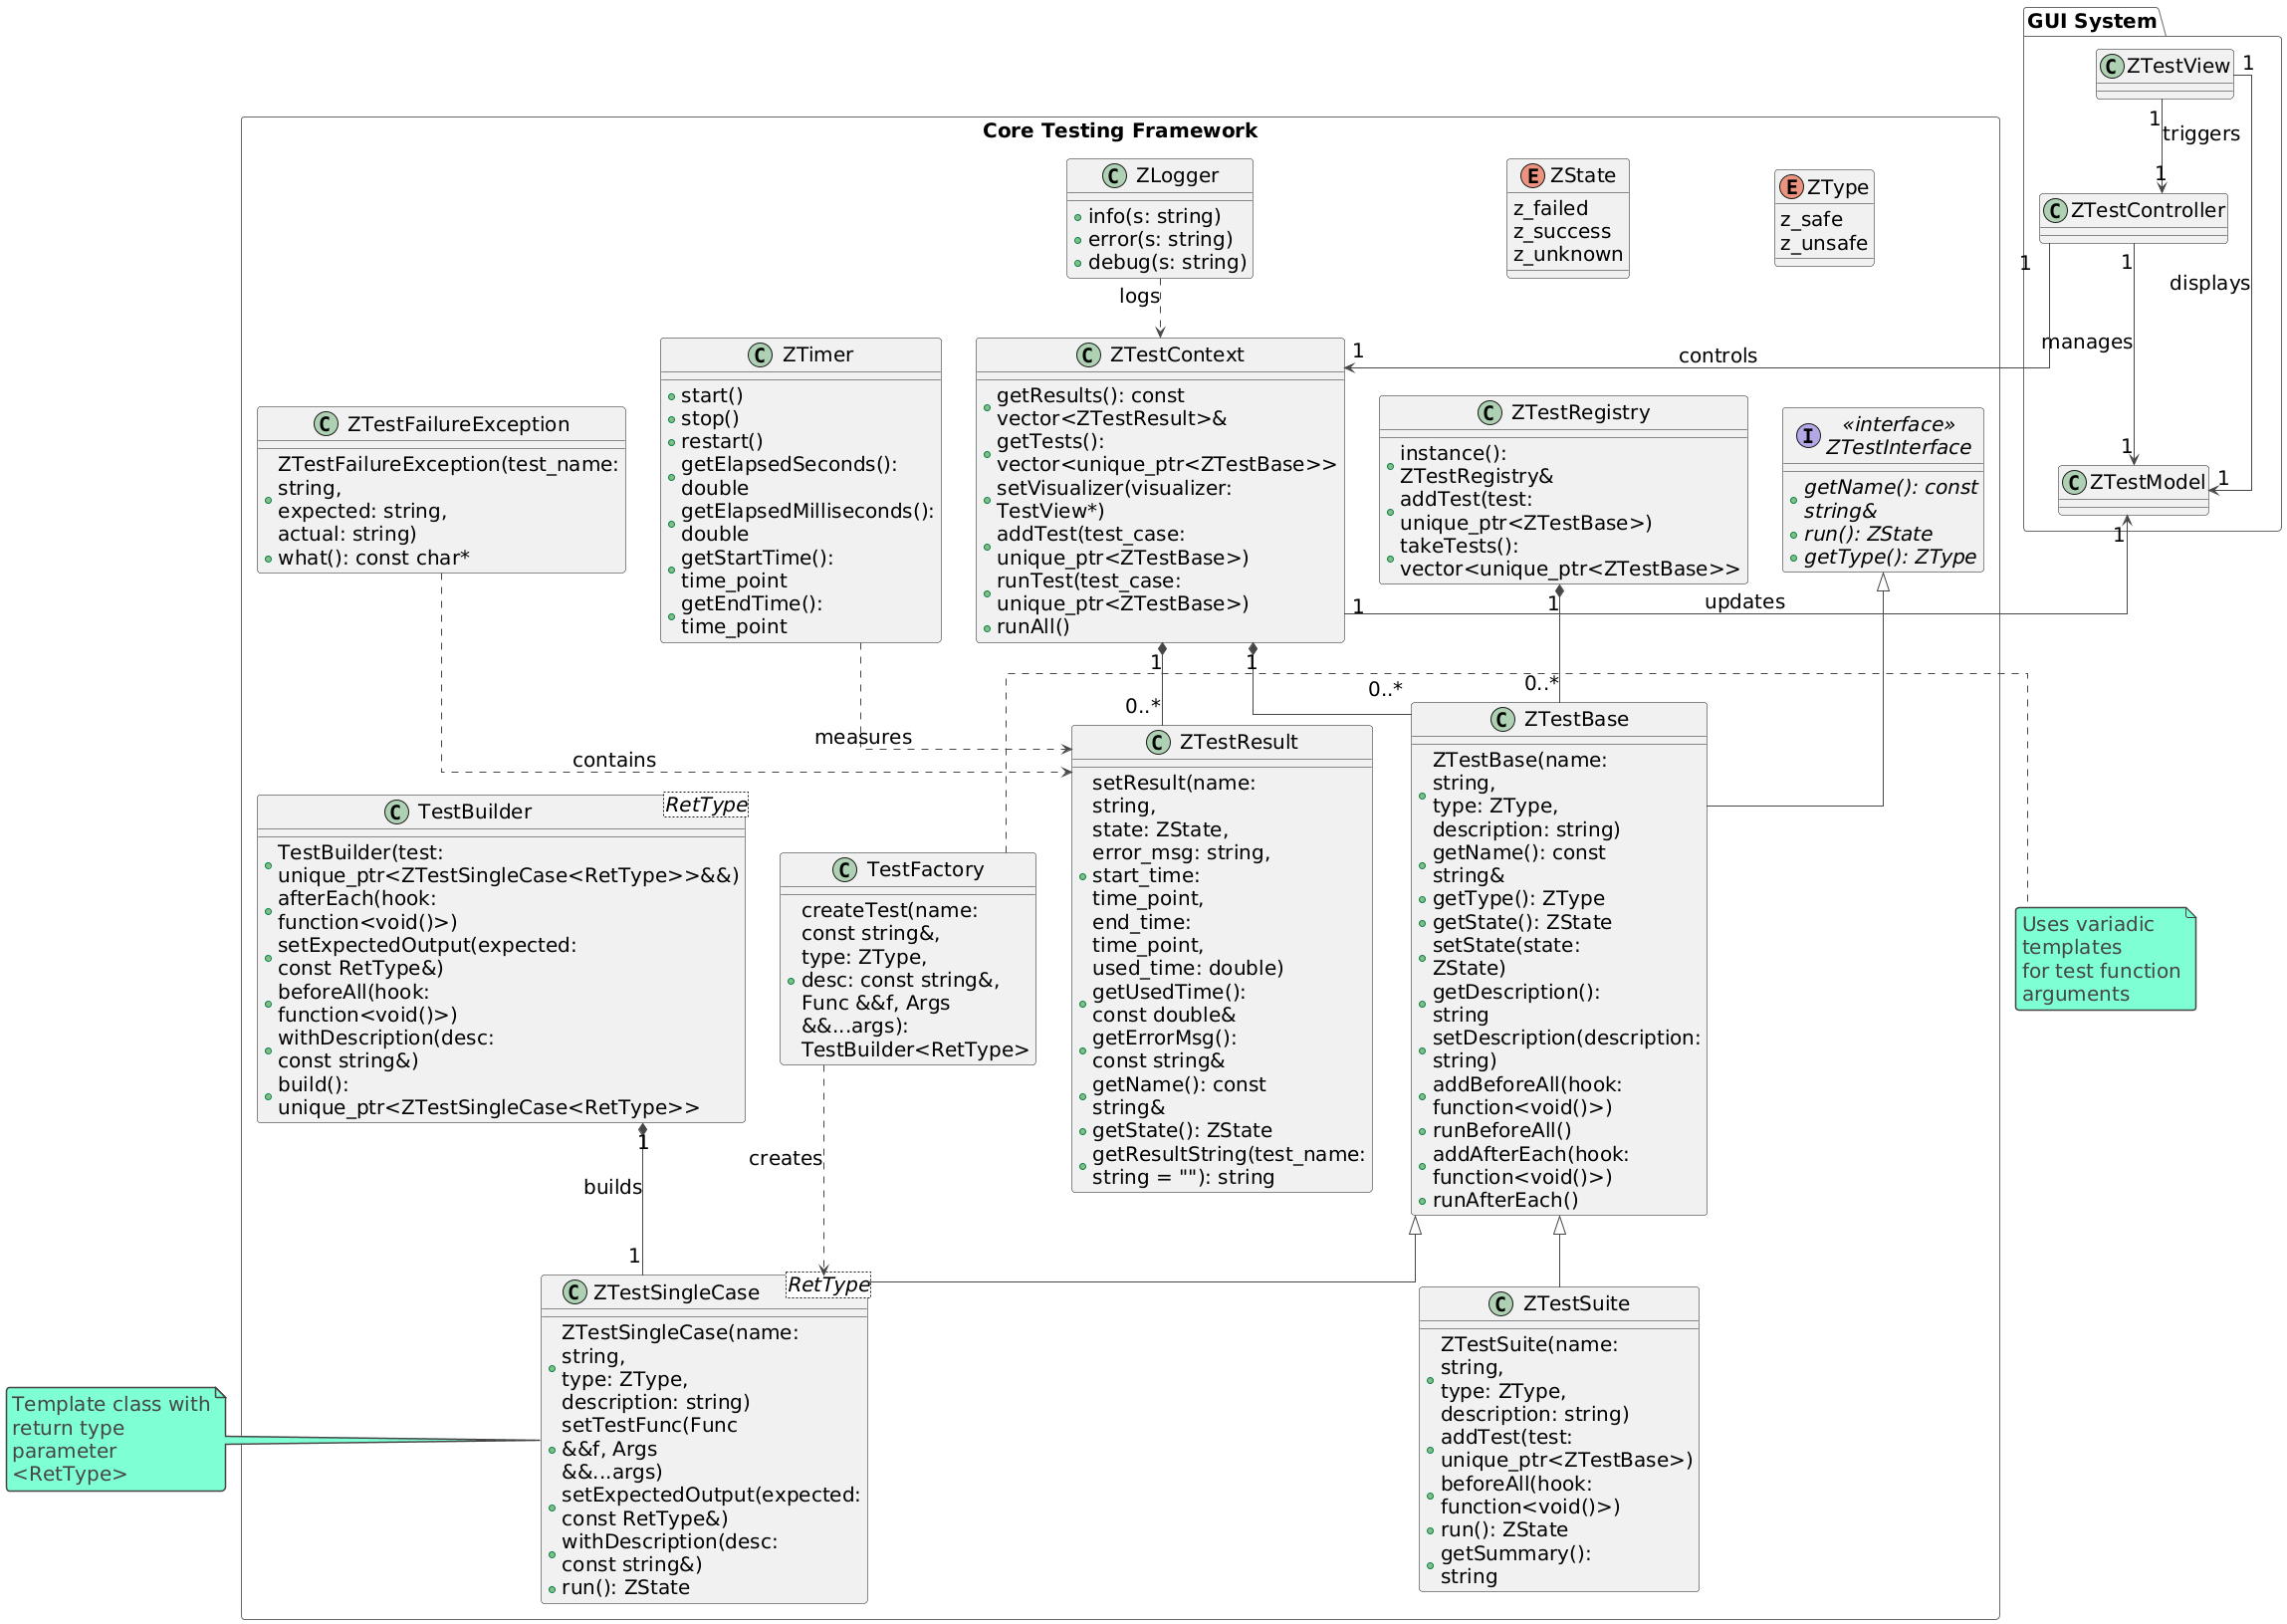 GUI System
C ZTestView
1
1
triggers
1
C ZTestController
1
1
displays
manages
1
C ZTestModel
1
1
Core Testing Framework
C ZLogger
info(s: string)
error(s: string)
debug(s: string)
logs
E ZState
z_failed
z_success
z_unknown
E ZType
z_safe
z_unsafe
C ZTestFailureException
ZTestFailureException(test_name:
string,
expected: string,
actual: string)
what(): const char*
contains
C ZTimer
start()
stop()
restart()
getElapsedSeconds():
double
getElapsedMilliseconds():
double
getStartTime():
time_point
getEndTime():
time_point
measures
C ZTestContext
getResults(): const
vector<ZTestResult>&
getTests():
vector<unique_ptr<ZTestBase>>
setVisualizer(visualizer:
TestView*)
addTest(test_case:
unique_ptr<ZTestBase>)
runTest(test_case:
unique_ptr<ZTestBase>)
runAll()
1
controls
1
updates
1
0..*
1
0..*
C ZTestRegistry
instance():
ZTestRegistry&
addTest(test:
unique_ptr<ZTestBase>)
takeTests():
vector<unique_ptr<ZTestBase>>
1
0..*
I «interface»
ZTestInterface
getName(): const
string&
run(): ZState
getType(): ZType
C TestBuilder
RetType
TestBuilder(test:
unique_ptr<ZTestSingleCase<RetType>>&&)
afterEach(hook:
function<void()>)
setExpectedOutput(expected:
const RetType&)
beforeAll(hook:
function<void()>)
withDescription(desc:
const string&)
build():
unique_ptr<ZTestSingleCase<RetType>>
1
builds
1
C TestFactory
createTest(name:
const string&,
type: ZType,
desc: const string&,
Func &&f, Args
&&...args):
TestBuilder<RetType>
creates
C ZTestResult
setResult(name:
string,
state: ZState,
error_msg: string,
start_time:
time_point,
end_time:
time_point,
used_time: double)
getUsedTime():
const double&
getErrorMsg():
const string&
getName(): const
string&
getState(): ZState
getResultString(test_name:
string = ""): string
C ZTestBase
ZTestBase(name:
string,
type: ZType,
description: string)
getName(): const
string&
getType(): ZType
getState(): ZState
setState(state:
ZState)
getDescription():
string
setDescription(description:
string)
addBeforeAll(hook:
function<void()>)
runBeforeAll()
addAfterEach(hook:
function<void()>)
runAfterEach()
Uses variadic
templates
for test function
arguments
C ZTestSingleCase
RetType
ZTestSingleCase(name:
string,
type: ZType,
description: string)
setTestFunc(Func
&&f, Args
&&...args)
setExpectedOutput(expected:
const RetType&)
withDescription(desc:
const string&)
run(): ZState
C ZTestSuite
ZTestSuite(name:
string,
type: ZType,
description: string)
addTest(test:
unique_ptr<ZTestBase>)
beforeAll(hook:
function<void()>)
run(): ZState
getSummary():
string
Template class with
return type
parameter
<RetType>